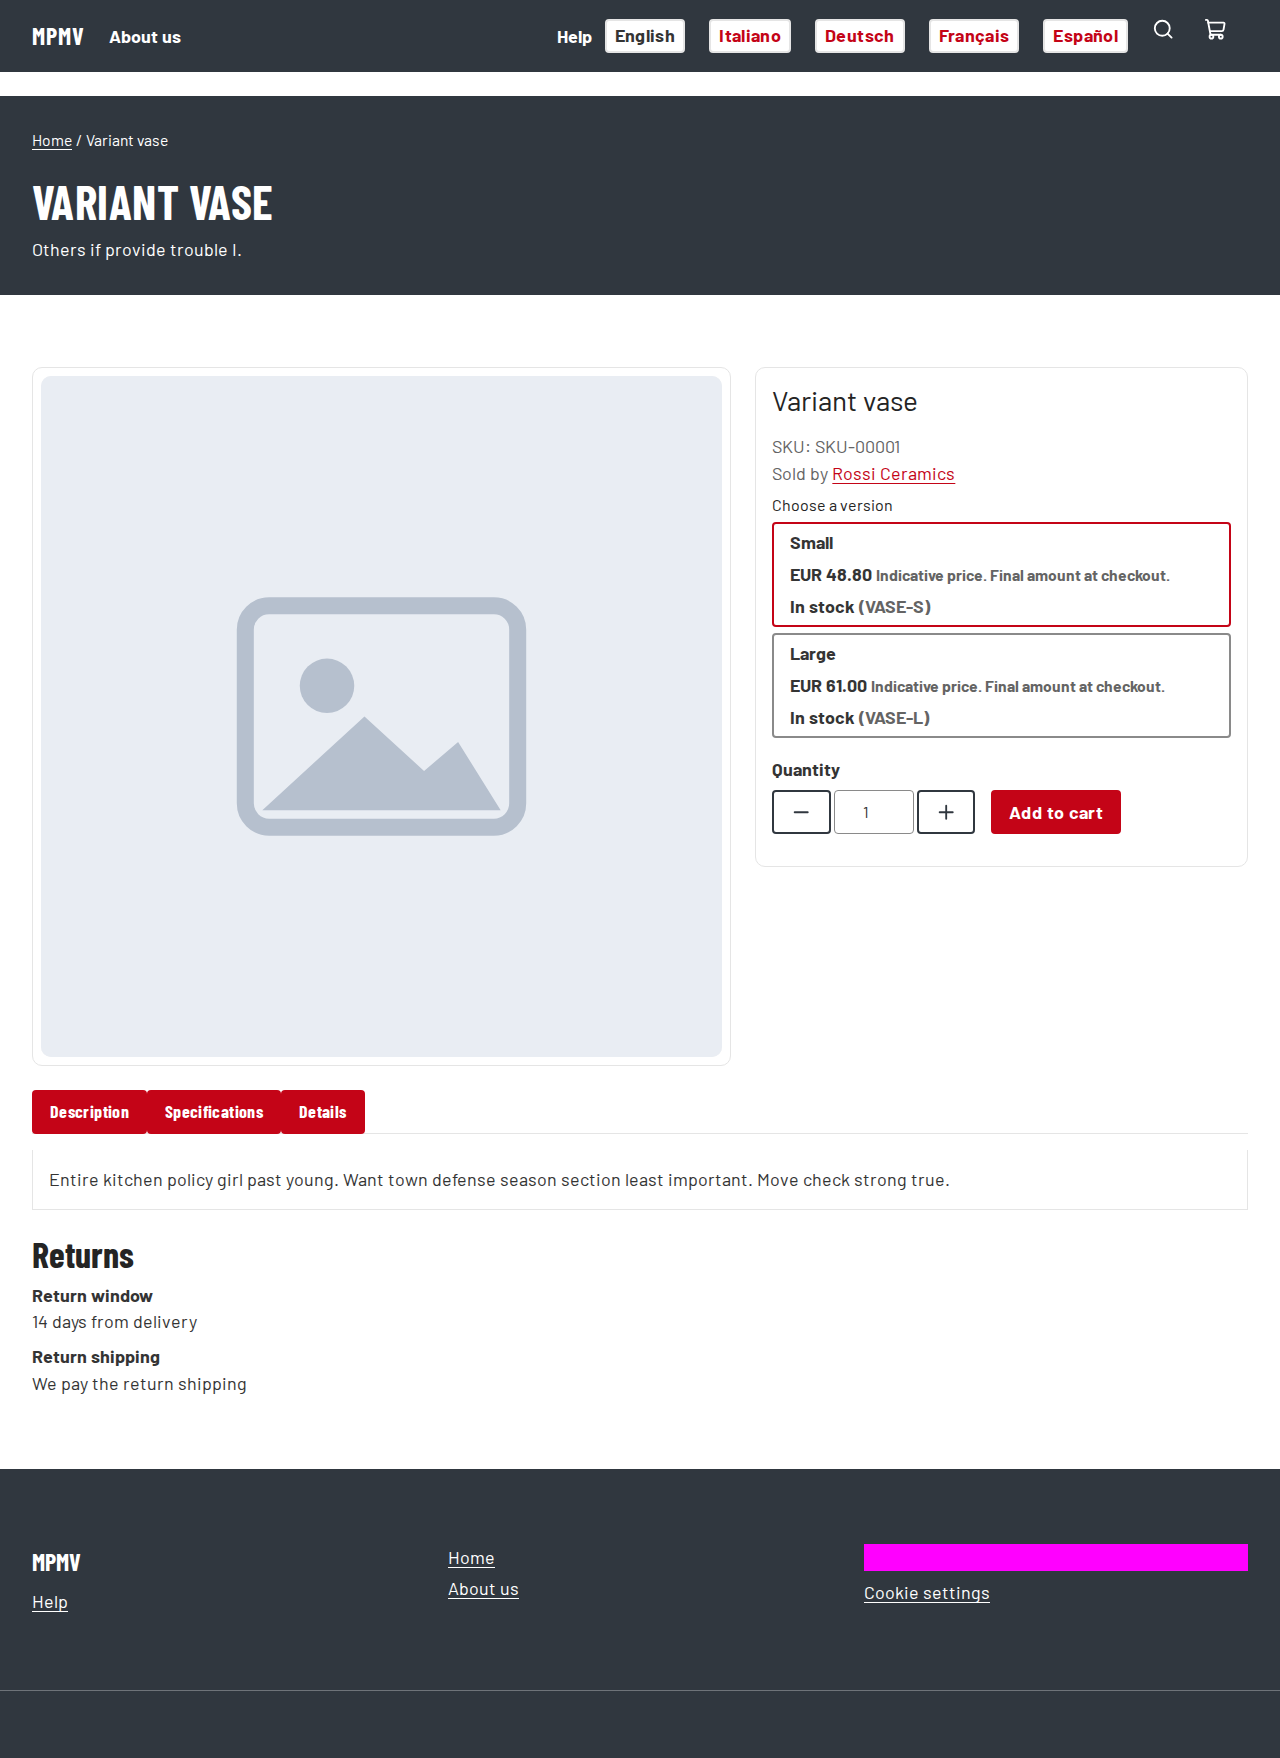 MPMV About us Help English Italiano Deutsch Français Español
Home / Variant vase
VARIANT VASE
Others if provide trouble I.
Variant vase
SKU: SKU-00001
Sold by Rossi Ceramics
Choose a version
Small
EUR 48.80 Indicative price. Final amount at checkout.
In stock (VASE-S)
Large
EUR 61.00 Indicative price. Final amount at checkout.
In stock (VASE-L)
Quantity
1 Add to cart
Description Specifications Details
Entire kitchen policy girl past young. Want town defense season section least important. Move check strong true.
Returns
Return window
14 days from delivery
Return shipping
We pay the return shipping
MPMV
Help
Home
About us
Cookie settings